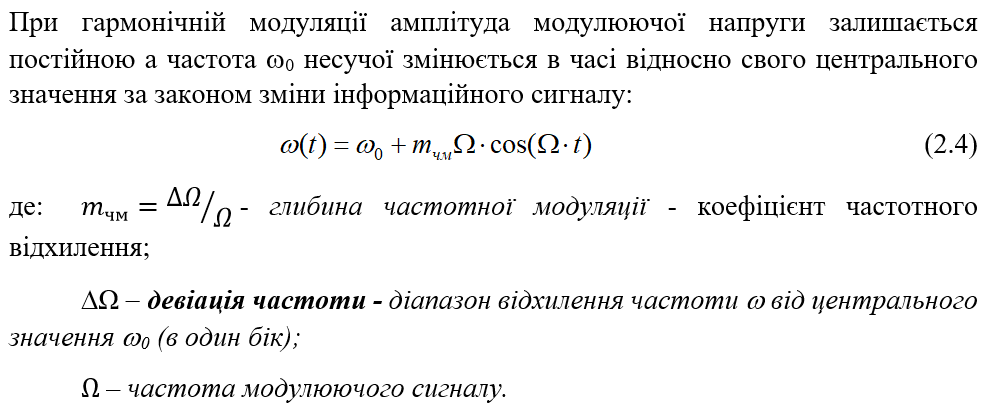 При гармонічній модуляції амплітуда модулюючої напруги залишається
постійною а частота ω₀ несучої змінюється в часі відносно свого центрального
значення за законом зміни інформаційного сигналу:
ω(t) = ω₀ + mчмΩ·cos(Ω·t) (2.4)
де: mчм = ΔΩ/Ω - глибина частотної модуляції - коефіцієнт частотного
відхилення;
ΔΩ – девіація частоти - діапазон відхилення частоти ω від центрального
значення ω₀ (в один бік);
Ω – частота модулюючого сигналу.